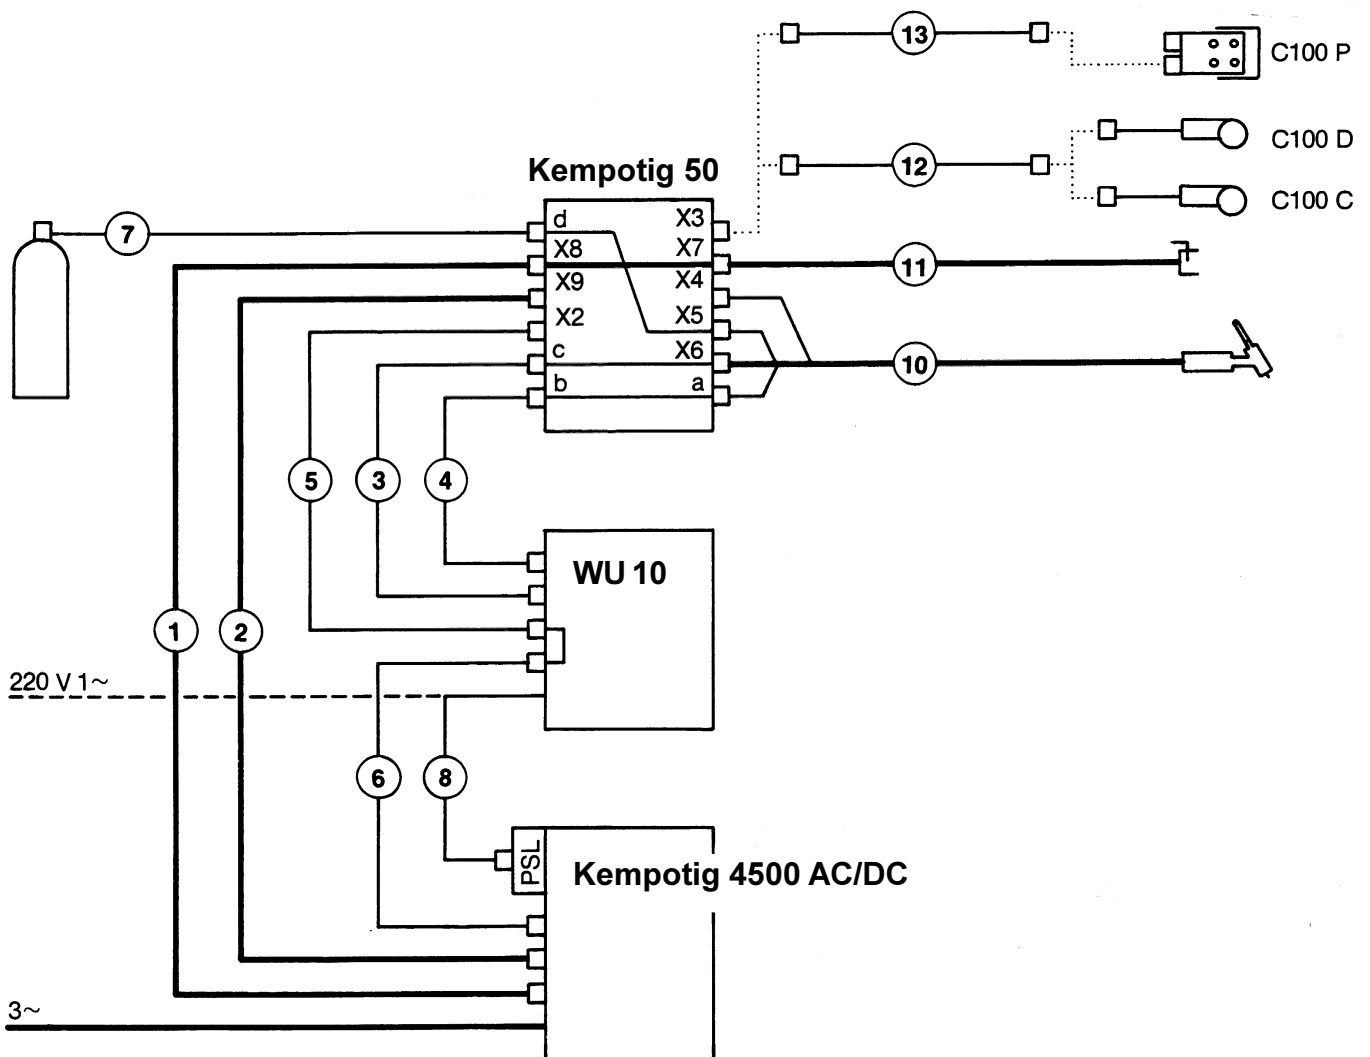 13
C100 P
C100 D
12
C100 C
Kempotig 50
7
d X3
X8 X7
11
X9 X4
X2 X5
c X6
10
b a
5
3
4
WU 10
1
2
220 V 1~
6
8
PSL
Kempotig 4500 AC/DC
3~